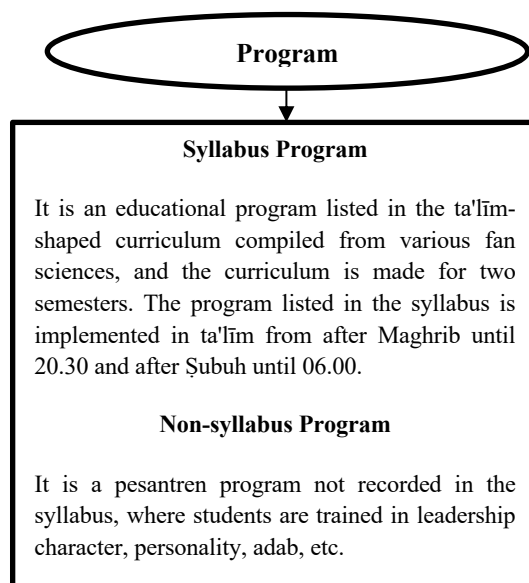 Program
Syllabus Program
It is an educational program listed in the ta'līm-
shaped curriculum compiled from various fan
sciences, and the curriculum is made for two
semesters. The program listed in the syllabus is
implemented in ta'līm from after Maghrib until
20.30 and after Ṣubuh until 06.00.
Non-syllabus Program
It is a pesantren program not recorded in the
syllabus, where students are trained in leadership
character, personality, adab, etc.